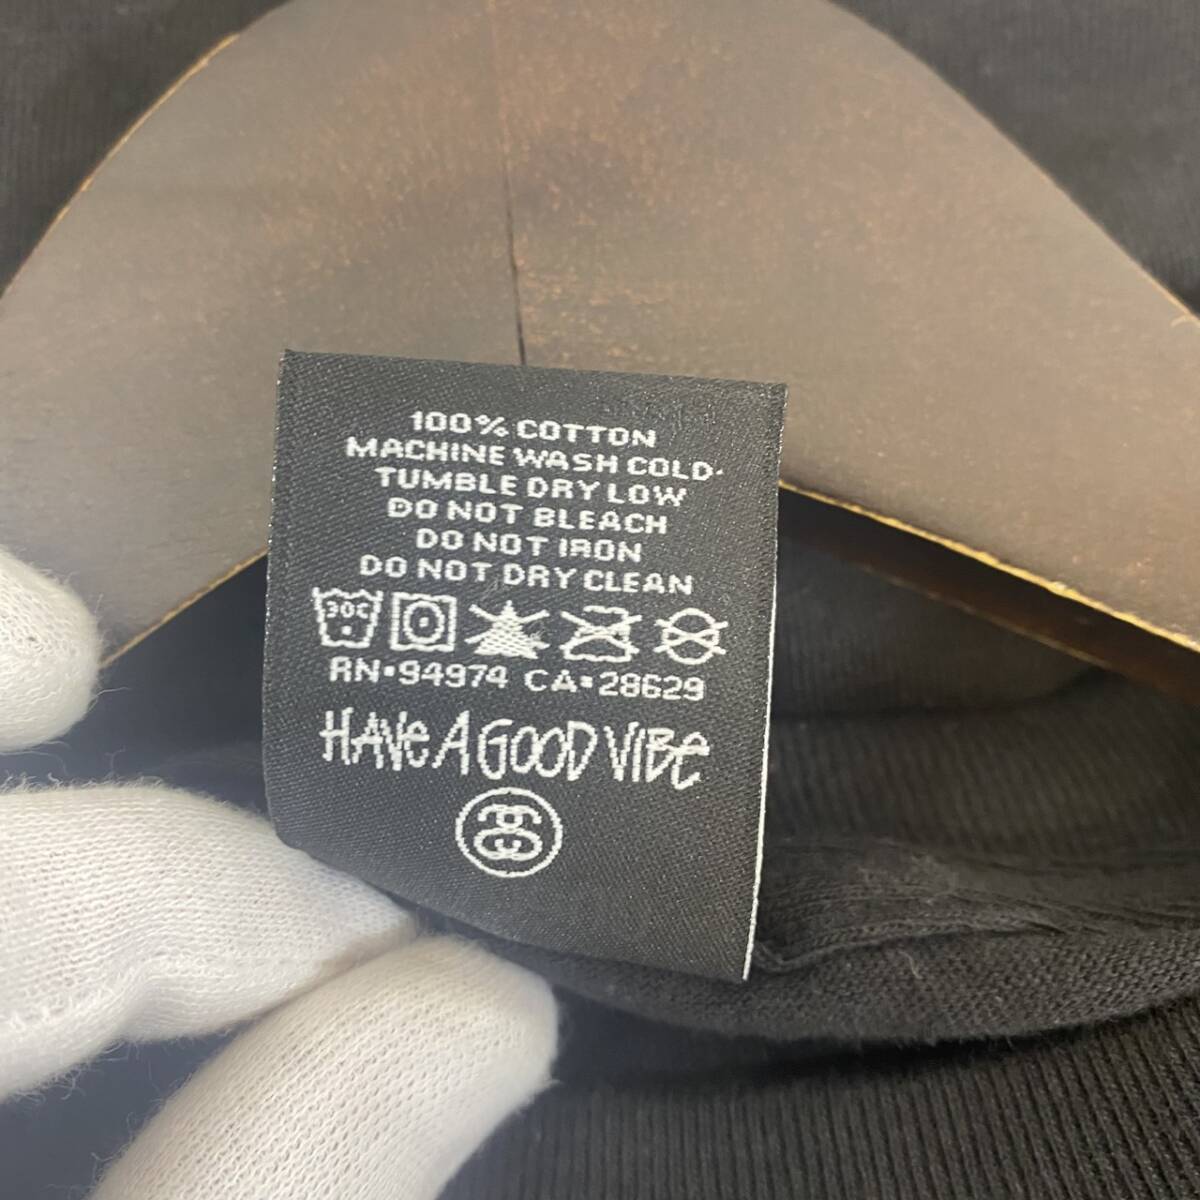 100% COTTON
MACHINE WASH COLD
TUMBLE DRY LOW
DO NOT BLEACH
DO NOT IRON
DO NOT DRY CLEAN
30C
RN•94974 CA•28629
HAVE A GOOD VIBE